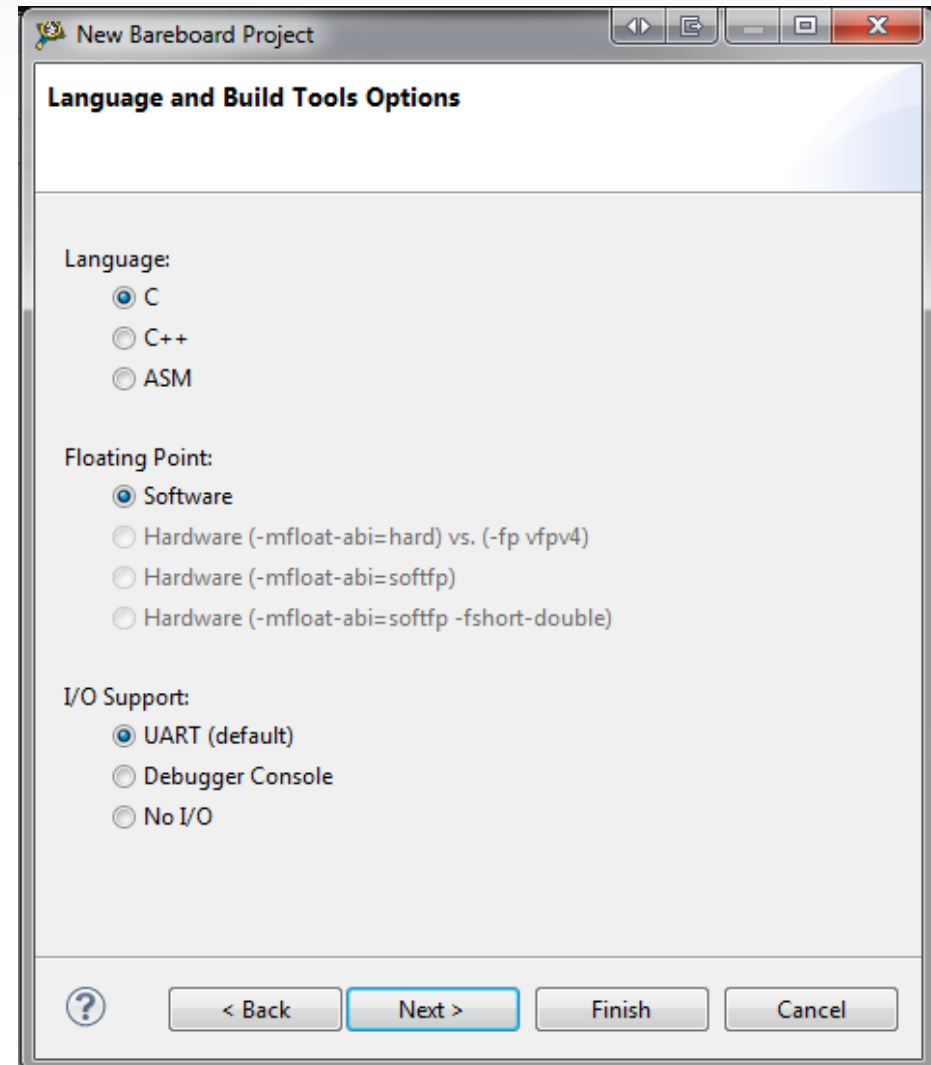 New Bareboard Project
Language and Build Tools Options
Language:
C
C++
ASM
Floating Point:
Software
Hardware (-mfloat-abi=hard) vs. (-fp vfpv4)
Hardware (-mfloat-abi=softfp)
Hardware (-mfloat-abi=softfp -fshort-double)
I/O Support:
UART (default)
Debugger Console
No I/O
? < Back Next > Finish Cancel